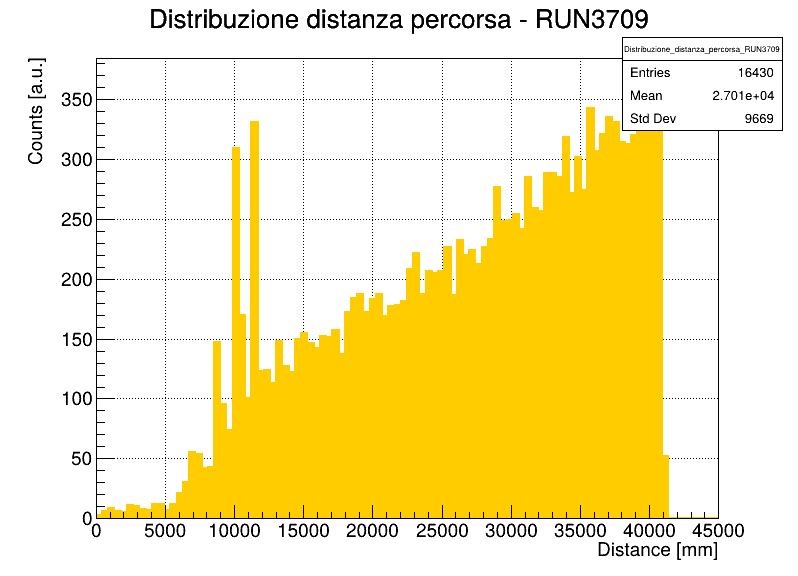 Distribuzione distanza percorsa - RUN3709
Distribuzione_distanza_percorsa_RUN3709
Entries 16430
Mean 2.701e+04
Std Dev 9669
Counts [a.u.]
350
300
250
200
150
100
50
0
0 5000 10000 15000 20000 25000 30000 35000 40000 45000
Distance [mm]